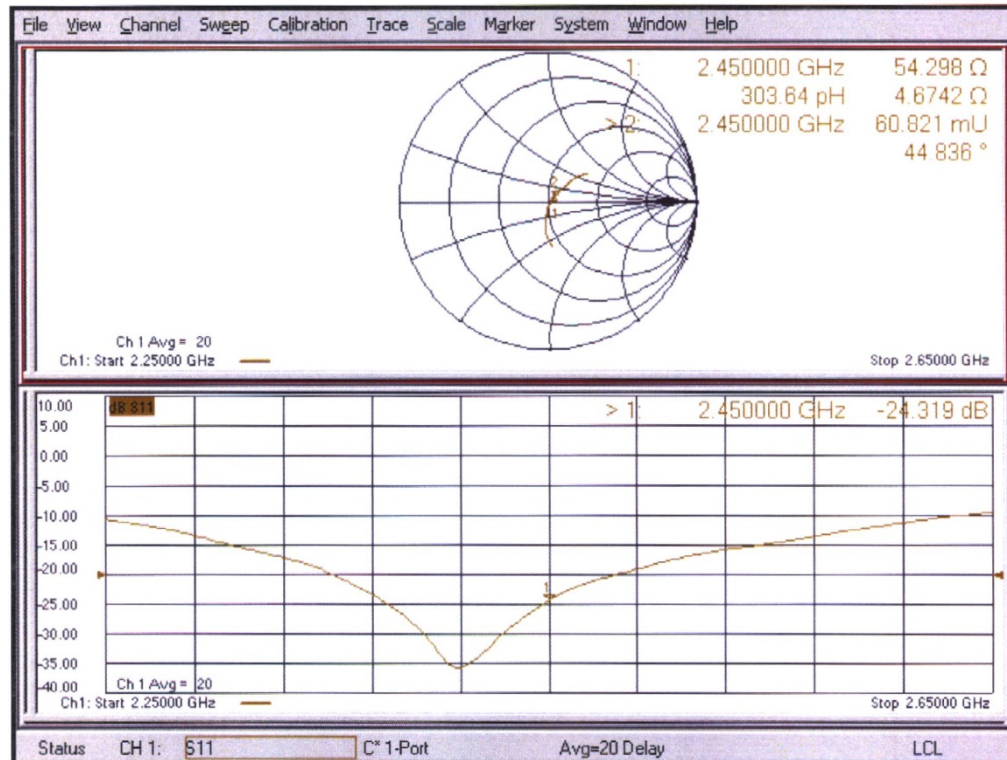 File View Channel Sweep Calibration Trace Scale Marker System Window Help
1: 2.450000 GHz 54.298 Ω
303.64 pH 4.6742 Ω
> 2: 2.450000 GHz 60.821 mU
44.836 °
2
1
Ch 1 Avg = 20
Ch1: Start 2.25000 GHz Stop 2.65000 GHz
10.00 dB S11 > 1: 2.450000 GHz -24.319 dB
5.00
0.00
-5.00
-10.00
-15.00
-20.00
-25.00 1
-30.00
-35.00
-40.00 Ch 1 Avg = 20
Ch1: Start 2.25000 GHz Stop 2.65000 GHz
Status CH 1: S11 C* 1-Port Avg=20 Delay LCL